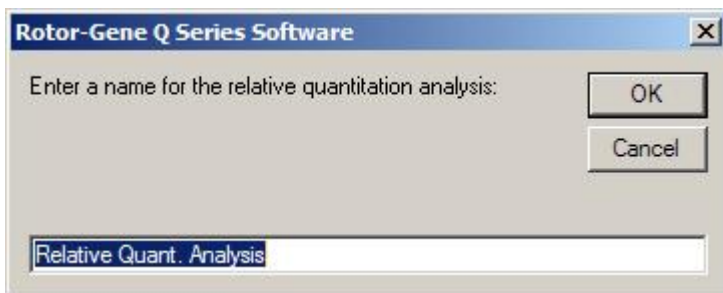 Rotor-Gene Q Series Software
Enter a name for the relative quantitation analysis:
OK
Cancel
Relative Quant. Analysis